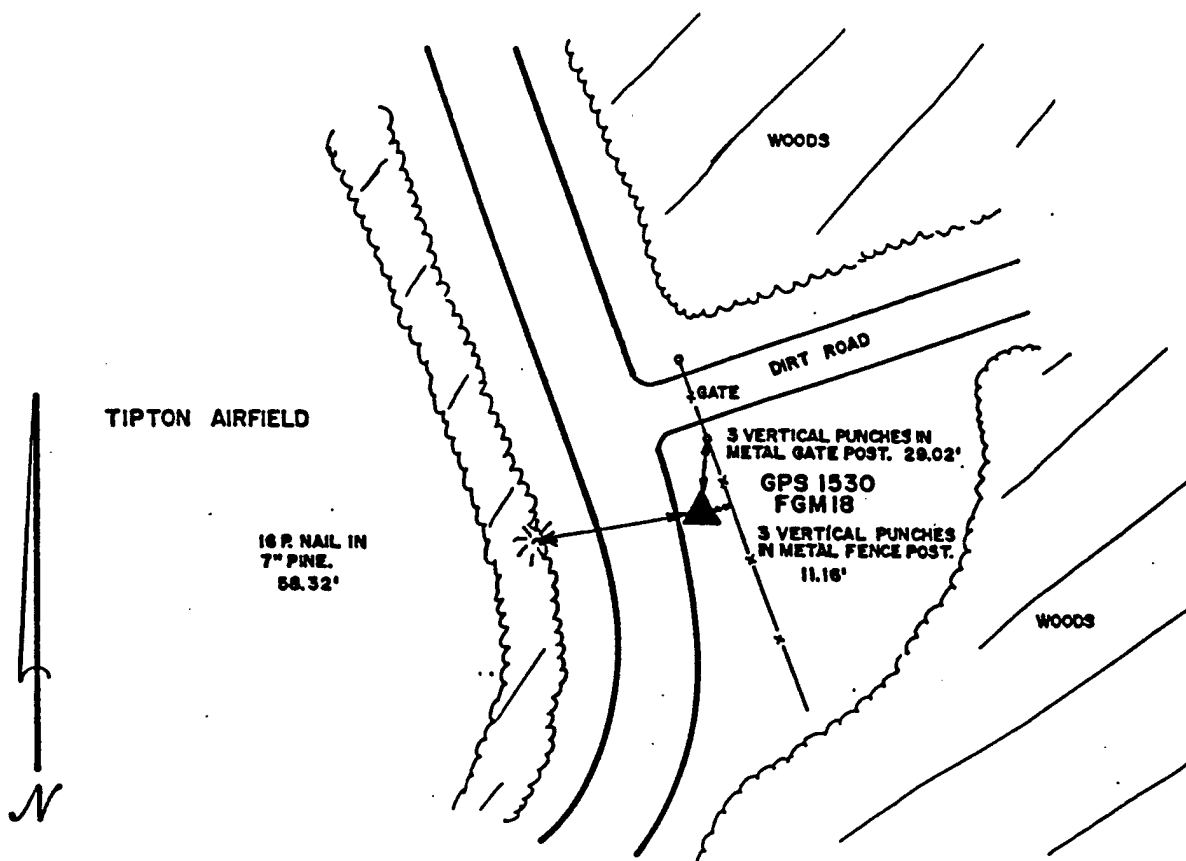 WOODS
DIRT ROAD
GATE
TIPTON AIRFIELD
3 VERTICAL PUNCHES IN
METAL GATE POST. 29.02'
GPS 1530
FGM18
3 VERTICAL PUNCHES
IN METAL FENCE POST.
11.16'
16 P. NAIL IN
7" PINE.
58.32'
WOODS
N